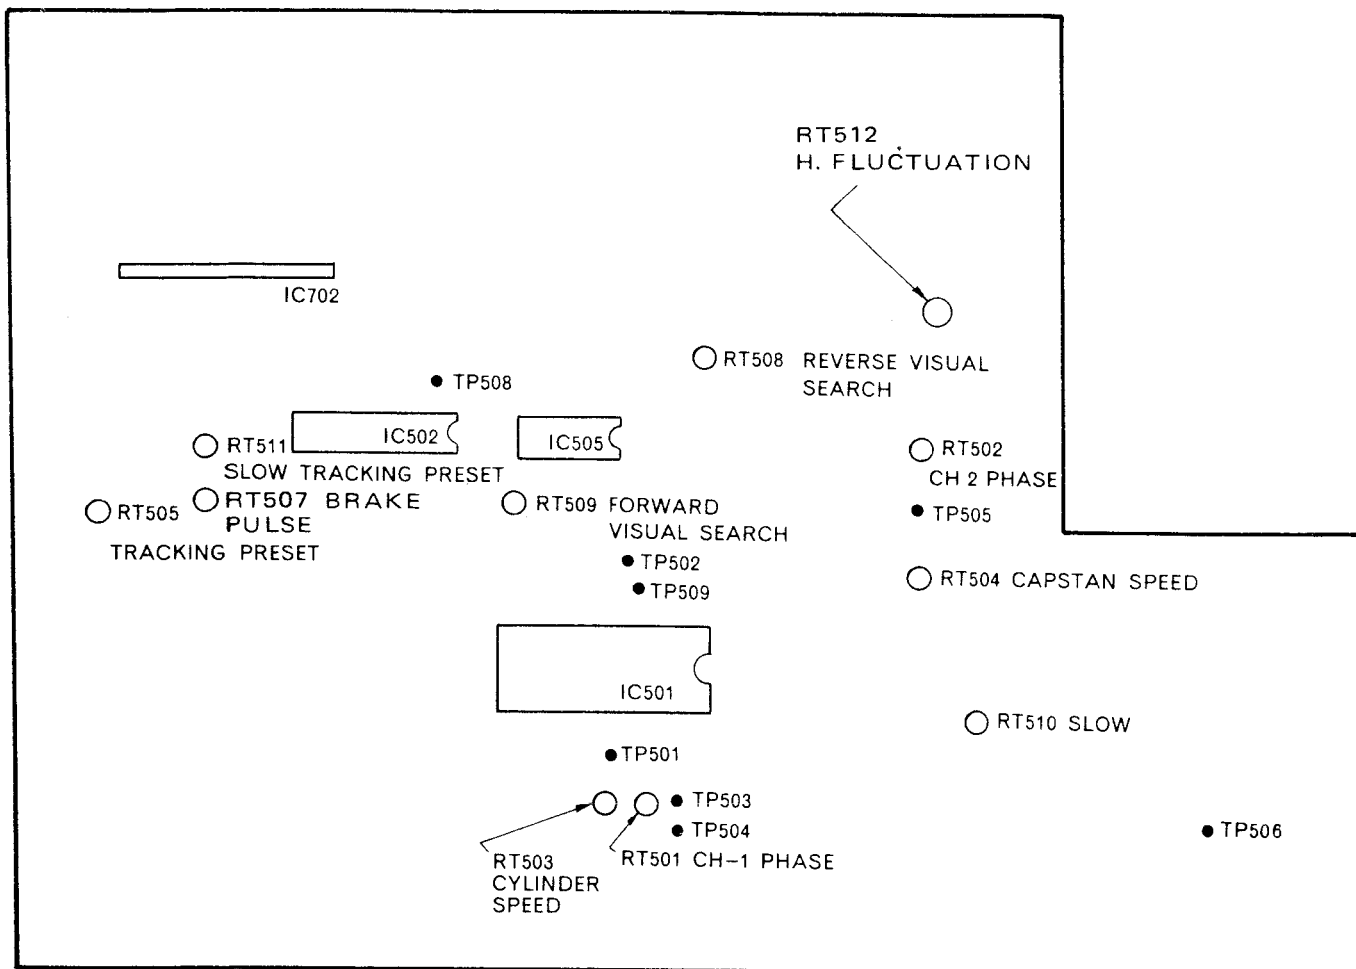 RT512
H. FLUCTUATION
IC702
RT508 REVERSE VISUAL
SEARCH
TP508
IC502
IC505
RT511
SLOW TRACKING PRESET
RT502
CH 2 PHASE
RT507 BRAKE
PULSE
RT505
TRACKING PRESET
RT509 FORWARD
VISUAL SEARCH
TP505
TP502
TP509
RT504 CAPSTAN SPEED
IC501
RT510 SLOW
TP501
TP503
TP504
TP506
RT501 CH-1 PHASE
RT503
CYLINDER
SPEED